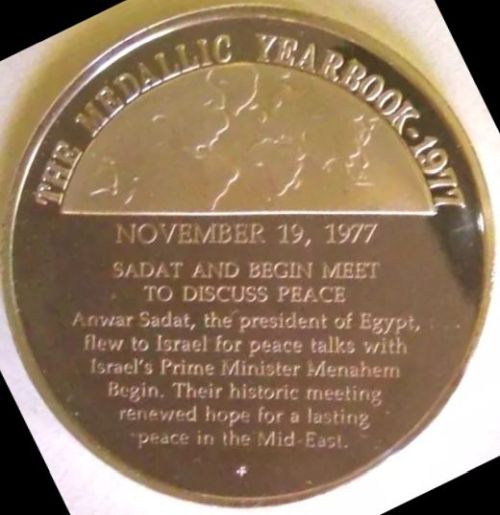 THE MEDALLIC YEARBOOK-1977
NOVEMBER 19, 1977
SADAT AND BEGIN MEET
TO DISCUSS PEACE
Anwar Sadat, the president of Egypt,
flew to Israel for peace talks with
Israel's Prime Minister Menahem
Begin. Their historic meeting
renewed hope for a lasting
peace in the Mid-East.